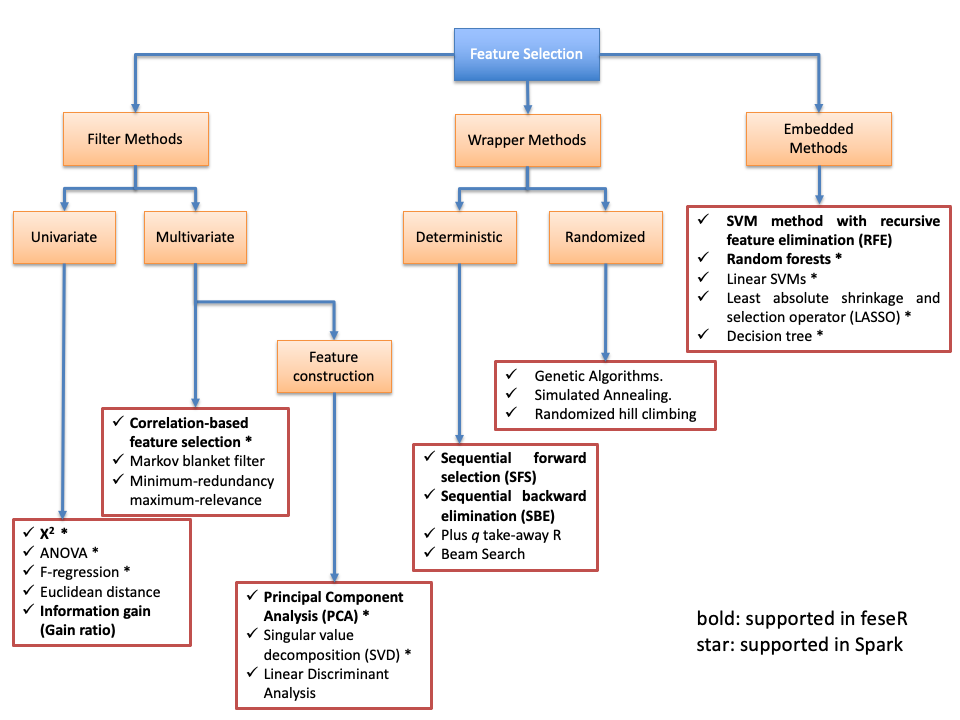 Feature Selection
Filter Methods
Wrapper Methods
Embedded
Methods
Univariate
Multivariate
Deterministic
Randomized
✓ SVM method with recursive
feature elimination (RFE)
✓ Random forests *
✓ Linear SVMs *
✓ Least absolute shrinkage and
selection operator (LASSO) *
✓ Decision tree *
Feature
construction
✓ Genetic Algorithms.
✓ Simulated Annealing.
✓ Randomized hill climbing
✓ Correlation-based
feature selection *
✓ Markov blanket filter
✓ Minimum-redundancy
maximum-relevance
✓ Sequential forward
selection (SFS)
✓ Sequential backward
elimination (SBE)
✓ Plus q take-away R
✓ Beam Search
✓ X² *
✓ ANOVA *
✓ F-regression *
✓ Euclidean distance
✓ Information gain
(Gain ratio)
✓ Principal Component
Analysis (PCA) *
✓ Singular value
decomposition (SVD) *
✓ Linear Discriminant
Analysis
bold: supported in feseR
star: supported in Spark